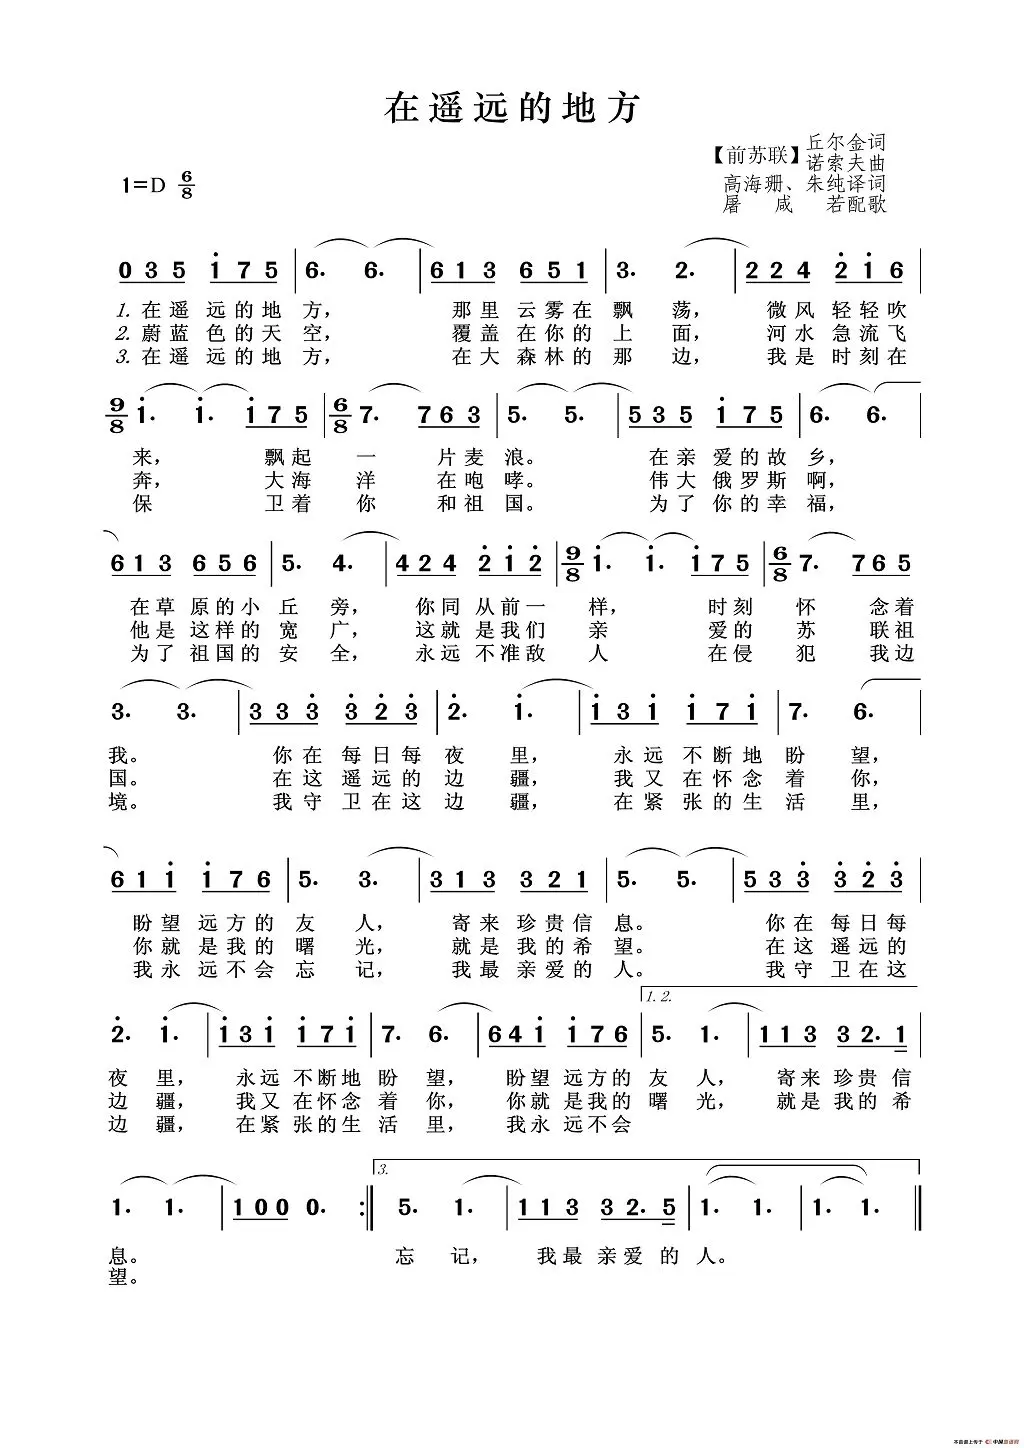 在遥远的地方
【前苏联】丘尔金词
诺索夫曲
高海珊、朱纯译词
屠咸若配歌
1=D 6/8
0 3 5 1 7 5 | 6. 6. | 6 1 3 6 5 1 | 3. 2. | 2 2 4 2 1 6 |
1. 在遥远的地方，那里云雾在飘荡，微风轻轻吹
2. 蔚蓝色的天空，覆盖在你的上面，河水急流飞
3. 在遥远的地方，在大森林的那边，我是时刻在
9/8 1. 1. 1 7 5 | 6/8 7. 7 6 3 | 5. 5. | 5 3 5 1 7 5 | 6. 6. |
来，飘起一片麦浪。在亲爱的故乡，
奔，大海洋在咆哮。伟大俄罗斯啊，
保卫着你和祖国。为了你的幸福，
6 1 3 6 5 6 | 5. 4. | 4 2 4 2 1 2 | 9/8 1. 1. 1 7 5 | 6/8 7. 7 6 5
在草原的小丘旁，你同从前一样，时刻怀念着
他是这样的宽广，这就是我们亲爱的苏联祖
为了祖国的安全，永远不准敌人在侵犯我边
3. 3. | 3 3 3 3 2 3 | 2. 1. | 1 3 1 1 7 1 | 7. 6. |
我。你在每日每夜里，永远不断地盼望，
国。在这遥远的边疆，我又在怀念着你，
境。我守卫在这边疆，在紧张的生活里，
6 1 1 1 7 6 | 5. 3. | 3 1 3 3 2 1 | 5. 5. | 5 3 3 3 2 3 |
盼望远方的友人，寄来珍贵信息。你在每日每
你就是我的曙光，就是我的希望。在这遥远的
我永远不会忘记，我最亲爱的人。我守卫在这
1. 2.
2. 1. | 1 3 1 1 7 1 | 7. 6. | 6 4 1 1 7 6 | 5. 1. | 1 1 3 3 2. 1 |
夜里，永远不断地盼望，盼望远方的友人，寄来珍贵信
边疆，我又在怀念着你，你就是我的曙光，就是我的希
边疆，在紧张的生活里，我永远不会
3.
1. 1. | 1 0 0 0. :| 5. 1. | 1 1 3 3 2. 5 | 1. 1. | 1. 1. ||
息。忘记，我最亲爱的人。
望。